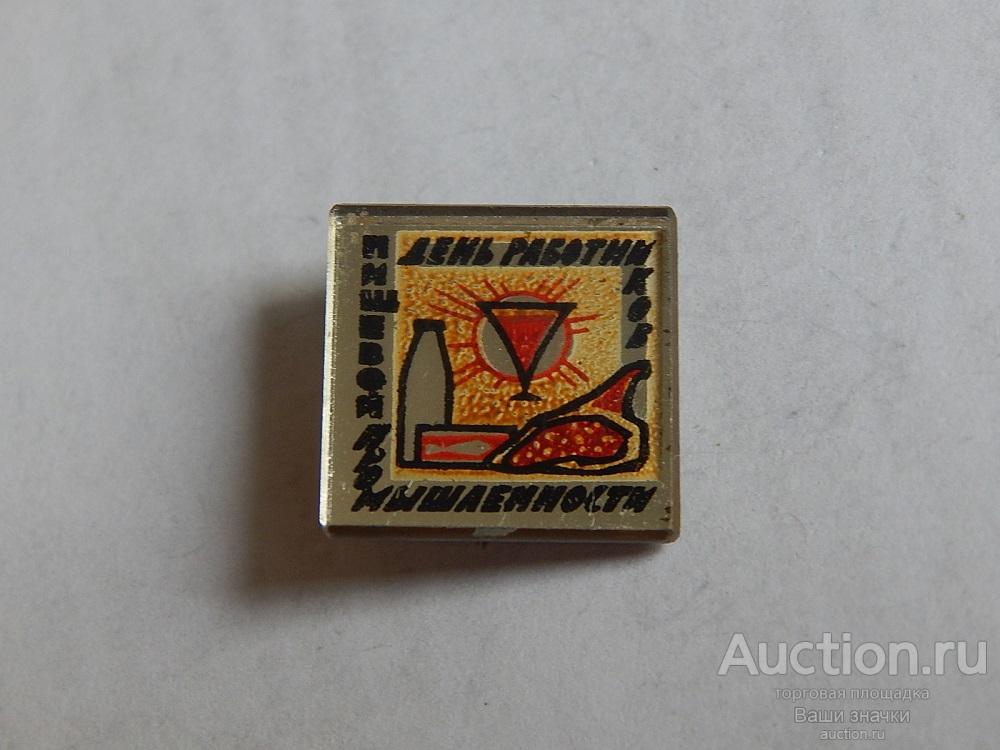 ДЕНЬ РАБОТНИ
КОВ
ПИЩЕВОЙ ПРО
МЫШЛЕННОСТИ
Auction.ru
торговая площадка
Ваши значки
auction.ru